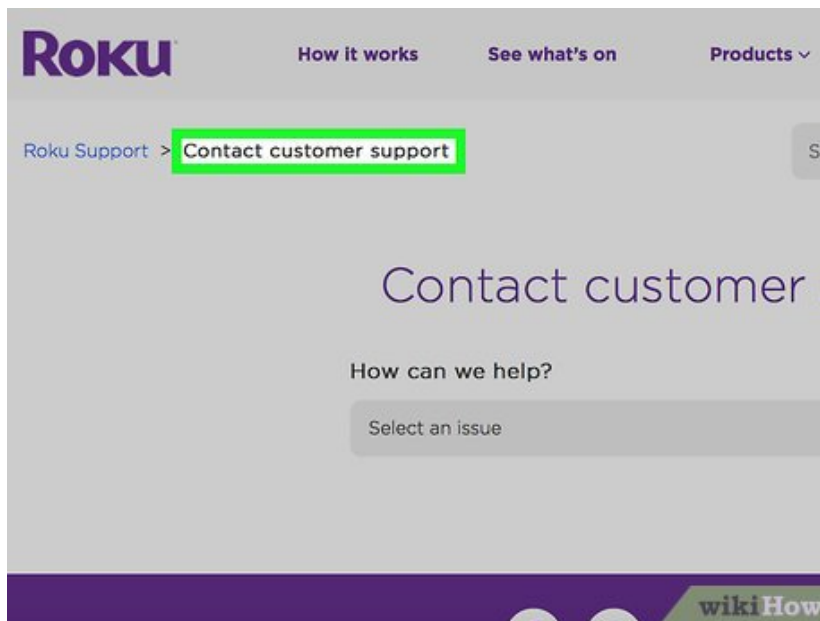 Roku How it works See what's on Products
Roku Support > Contact customer support
S
Contact customer
How can we help?
Select an issue
wikiHow